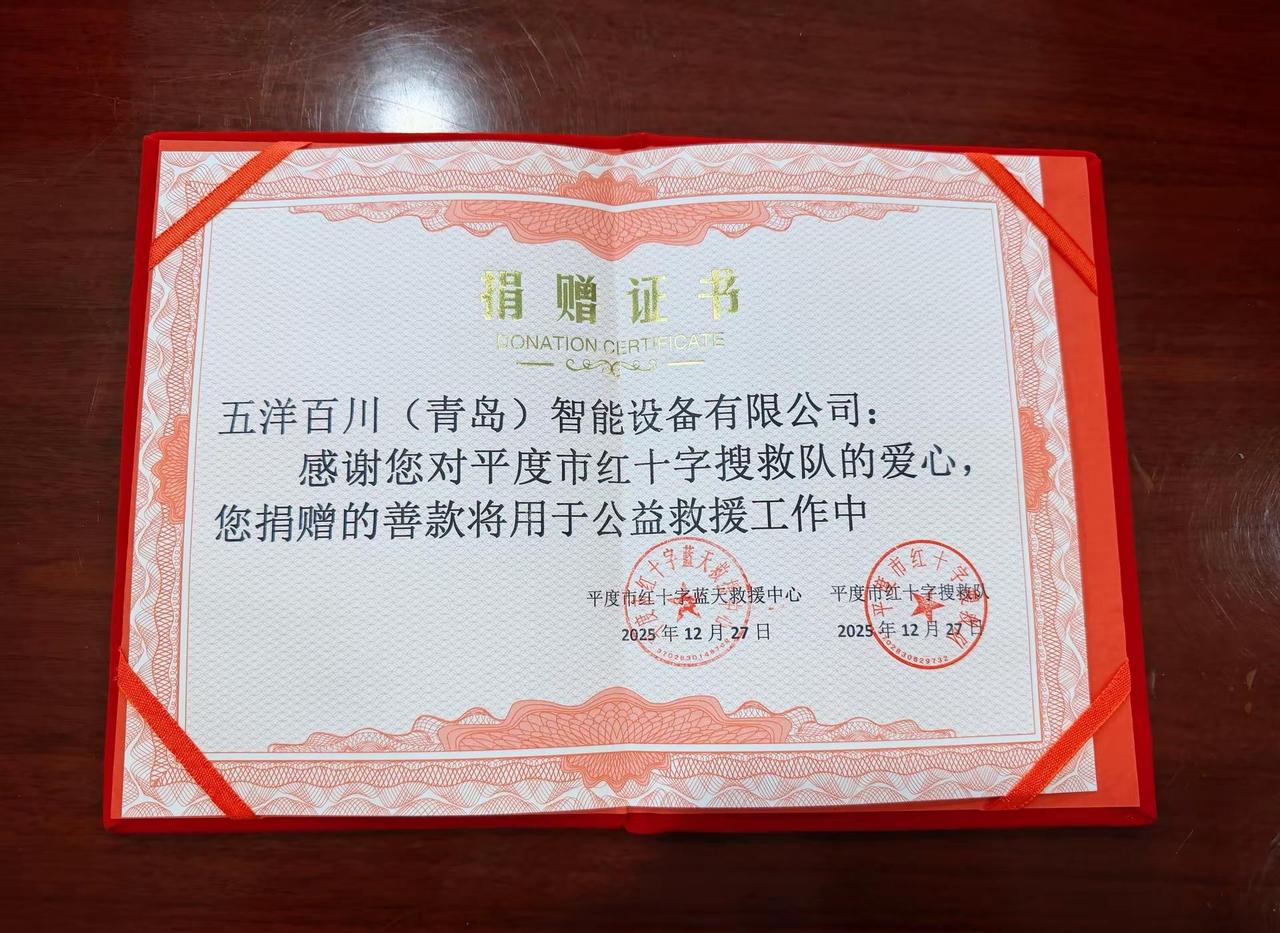 捐赠证书
DONATION CERTIFICATE
五洋百川（青岛）智能设备有限公司：
感谢您对平度市红十字搜救队的爱心，
您捐赠的善款将用于公益救援工作中
平度市红十字蓝天救援中心 平度市红十字搜救队
2025年12月27日 2025年12月27日